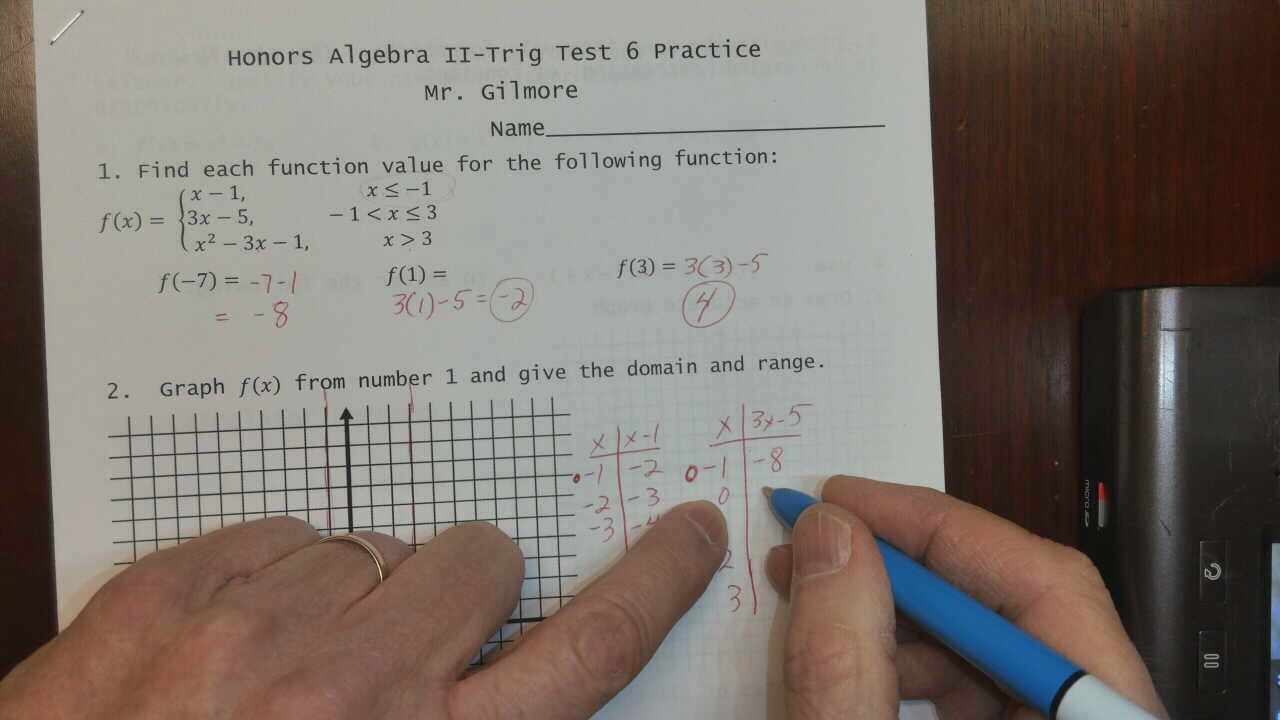 Honors Algebra II-Trig Test 6 Practice
Mr. Gilmore
Name
1. Find each function value for the following function:
x − 1, x ≤ −1
f(x) = { 3x − 5, − 1 < x ≤ 3
x² − 3x − 1, x > 3
f(−7) = -7-1 f(1) = f(3) = 3(3)-5
= -8 3(1)-5 = -2 4
2. Graph f(x) from number 1 and give the domain and range.
x x-1 x 3x-5
-1 -2 -1 -8
-2 -3 0
-3 -4
2
3
micro